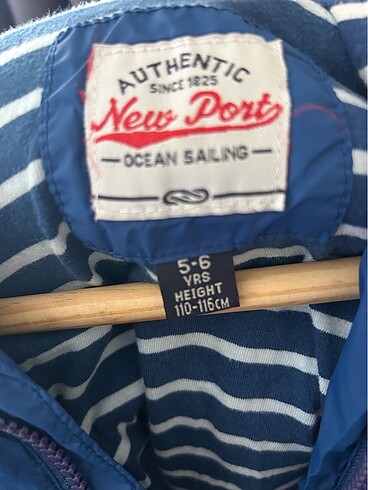 AUTHENTIC
SINCE 1825
New Port
OCEAN SAILING
5-6
YRS
HEIGHT
110-116CM